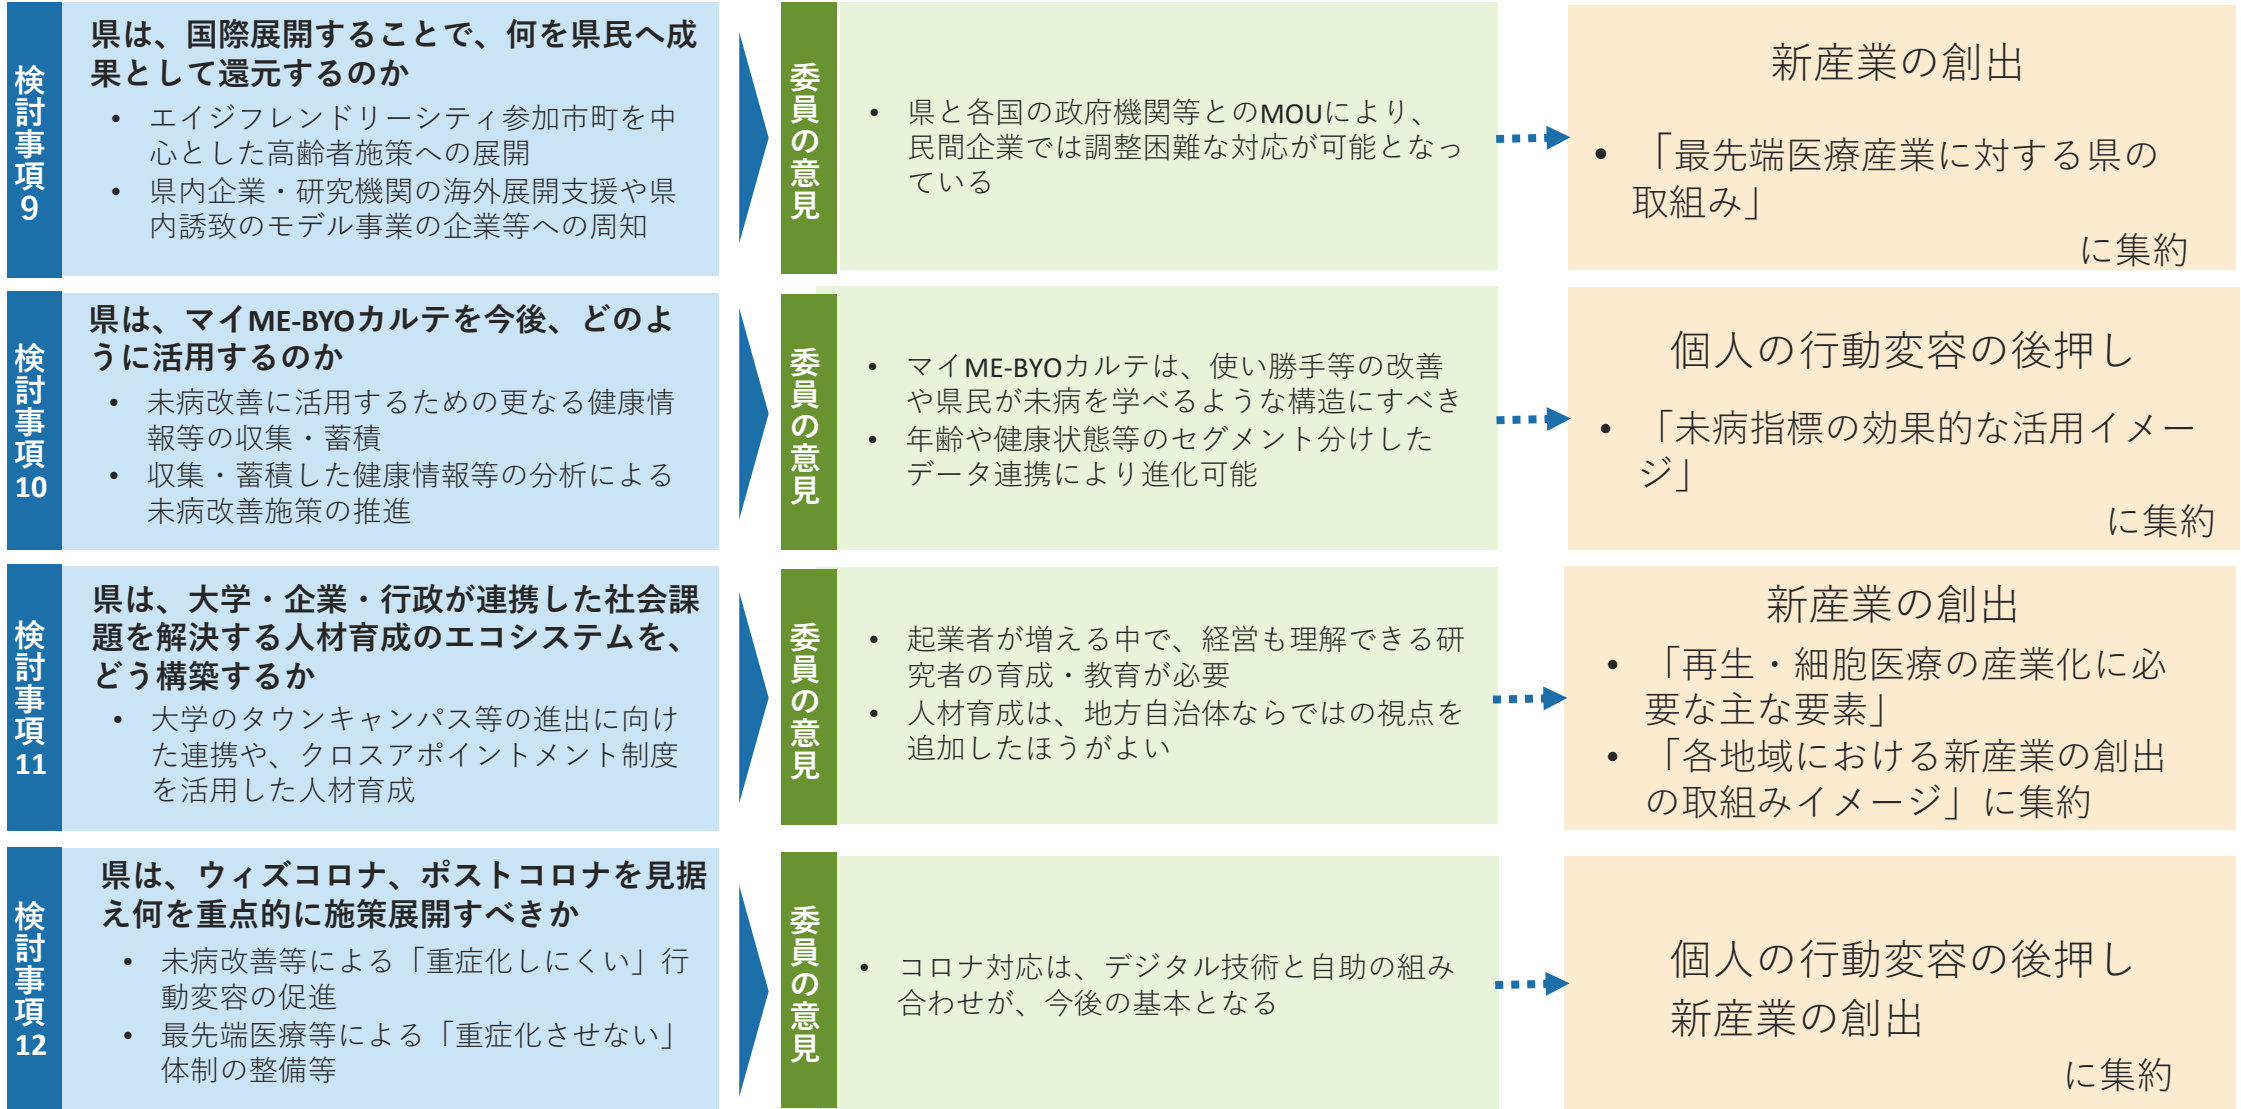 検討事項9
県は、国際展開することで、何を県民へ成
果として還元するのか
• エイジフレンドリーシティ参加市町を中
心とした高齢者施策への展開
• 県内企業・研究機関の海外展開支援や県
内誘致のモデル事業の企業等への周知
委員の意見
• 県と各国の政府機関等とのMOUにより、
民間企業では調整困難な対応が可能となっ
ている
新産業の創出
• 「最先端医療産業に対する県の
取組み」
に集約
検討事項10
県は、マイME-BYOカルテを今後、どのよ
うに活用するのか
• 未病改善に活用するための更なる健康情
報等の収集・蓄積
• 収集・蓄積した健康情報等の分析による
未病改善施策の推進
委員の意見
• マイME-BYOカルテは、使い勝手等の改善
や県民が未病を学べるような構造にすべき
• 年齢や健康状態等のセグメント分けした
データ連携により進化可能
個人の行動変容の後押し
• 「未病指標の効果的な活用イメー
ジ」
に集約
検討事項11
県は、大学・企業・行政が連携した社会課
題を解決する人材育成のエコシステムを、
どう構築するか
• 大学のタウンキャンパス等の進出に向け
た連携や、クロスアポイントメント制度
を活用した人材育成
委員の意見
• 起業者が増える中で、経営も理解できる研
究者の育成・教育が必要
• 人材育成は、地方自治体ならではの視点を
追加したほうがよい
新産業の創出
• 「再生・細胞医療の産業化に必
要な主な要素」
• 「各地域における新産業の創出
の取組みイメージ」に集約
検討事項12
県は、ウィズコロナ、ポストコロナを見据
え何を重点的に施策展開すべきか
• 未病改善等による「重症化しにくい」行
動変容の促進
• 最先端医療等による「重症化させない」
体制の整備等
委員の意見
• コロナ対応は、デジタル技術と自助の組み
合わせが、今後の基本となる
個人の行動変容の後押し
新産業の創出
に集約